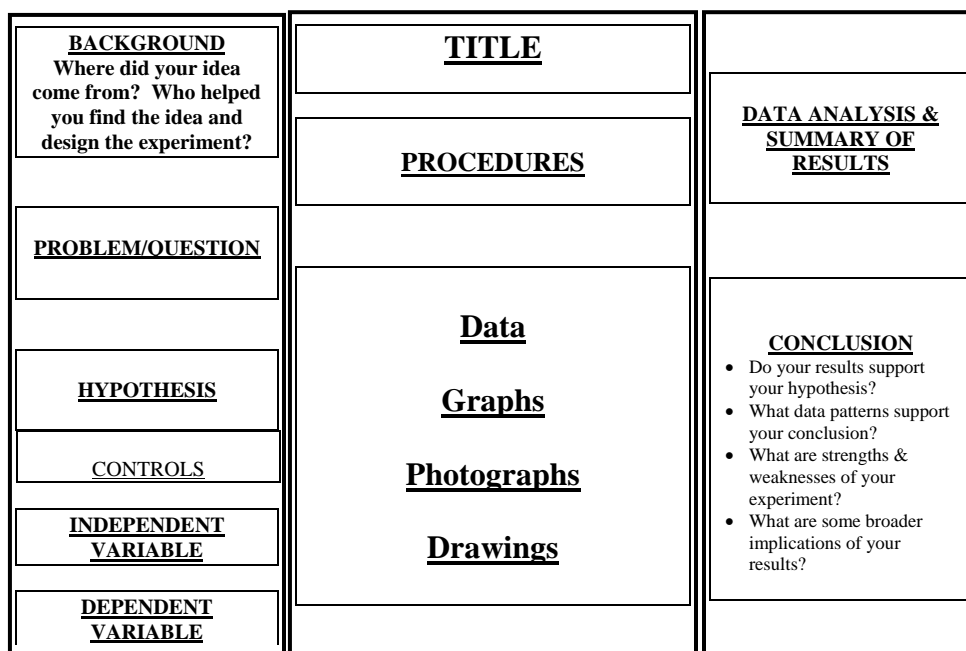 BACKGROUND
Where did your idea
come from?  Who helped
you find the idea and
design the experiment?
PROBLEM/QUESTION
HYPOTHESIS
CONTROLS
INDEPENDENT
VARIABLE
DEPENDENT
VARIABLE
TITLE
PROCEDURES
Data
Graphs
Photographs
Drawings
DATA ANALYSIS &
SUMMARY OF
RESULTS
CONCLUSION
• Do your results support
your hypothesis?
• What data patterns support
your conclusion?
• What are strengths &
weaknesses of your
experiment?
• What are some broader
implications of your
results?